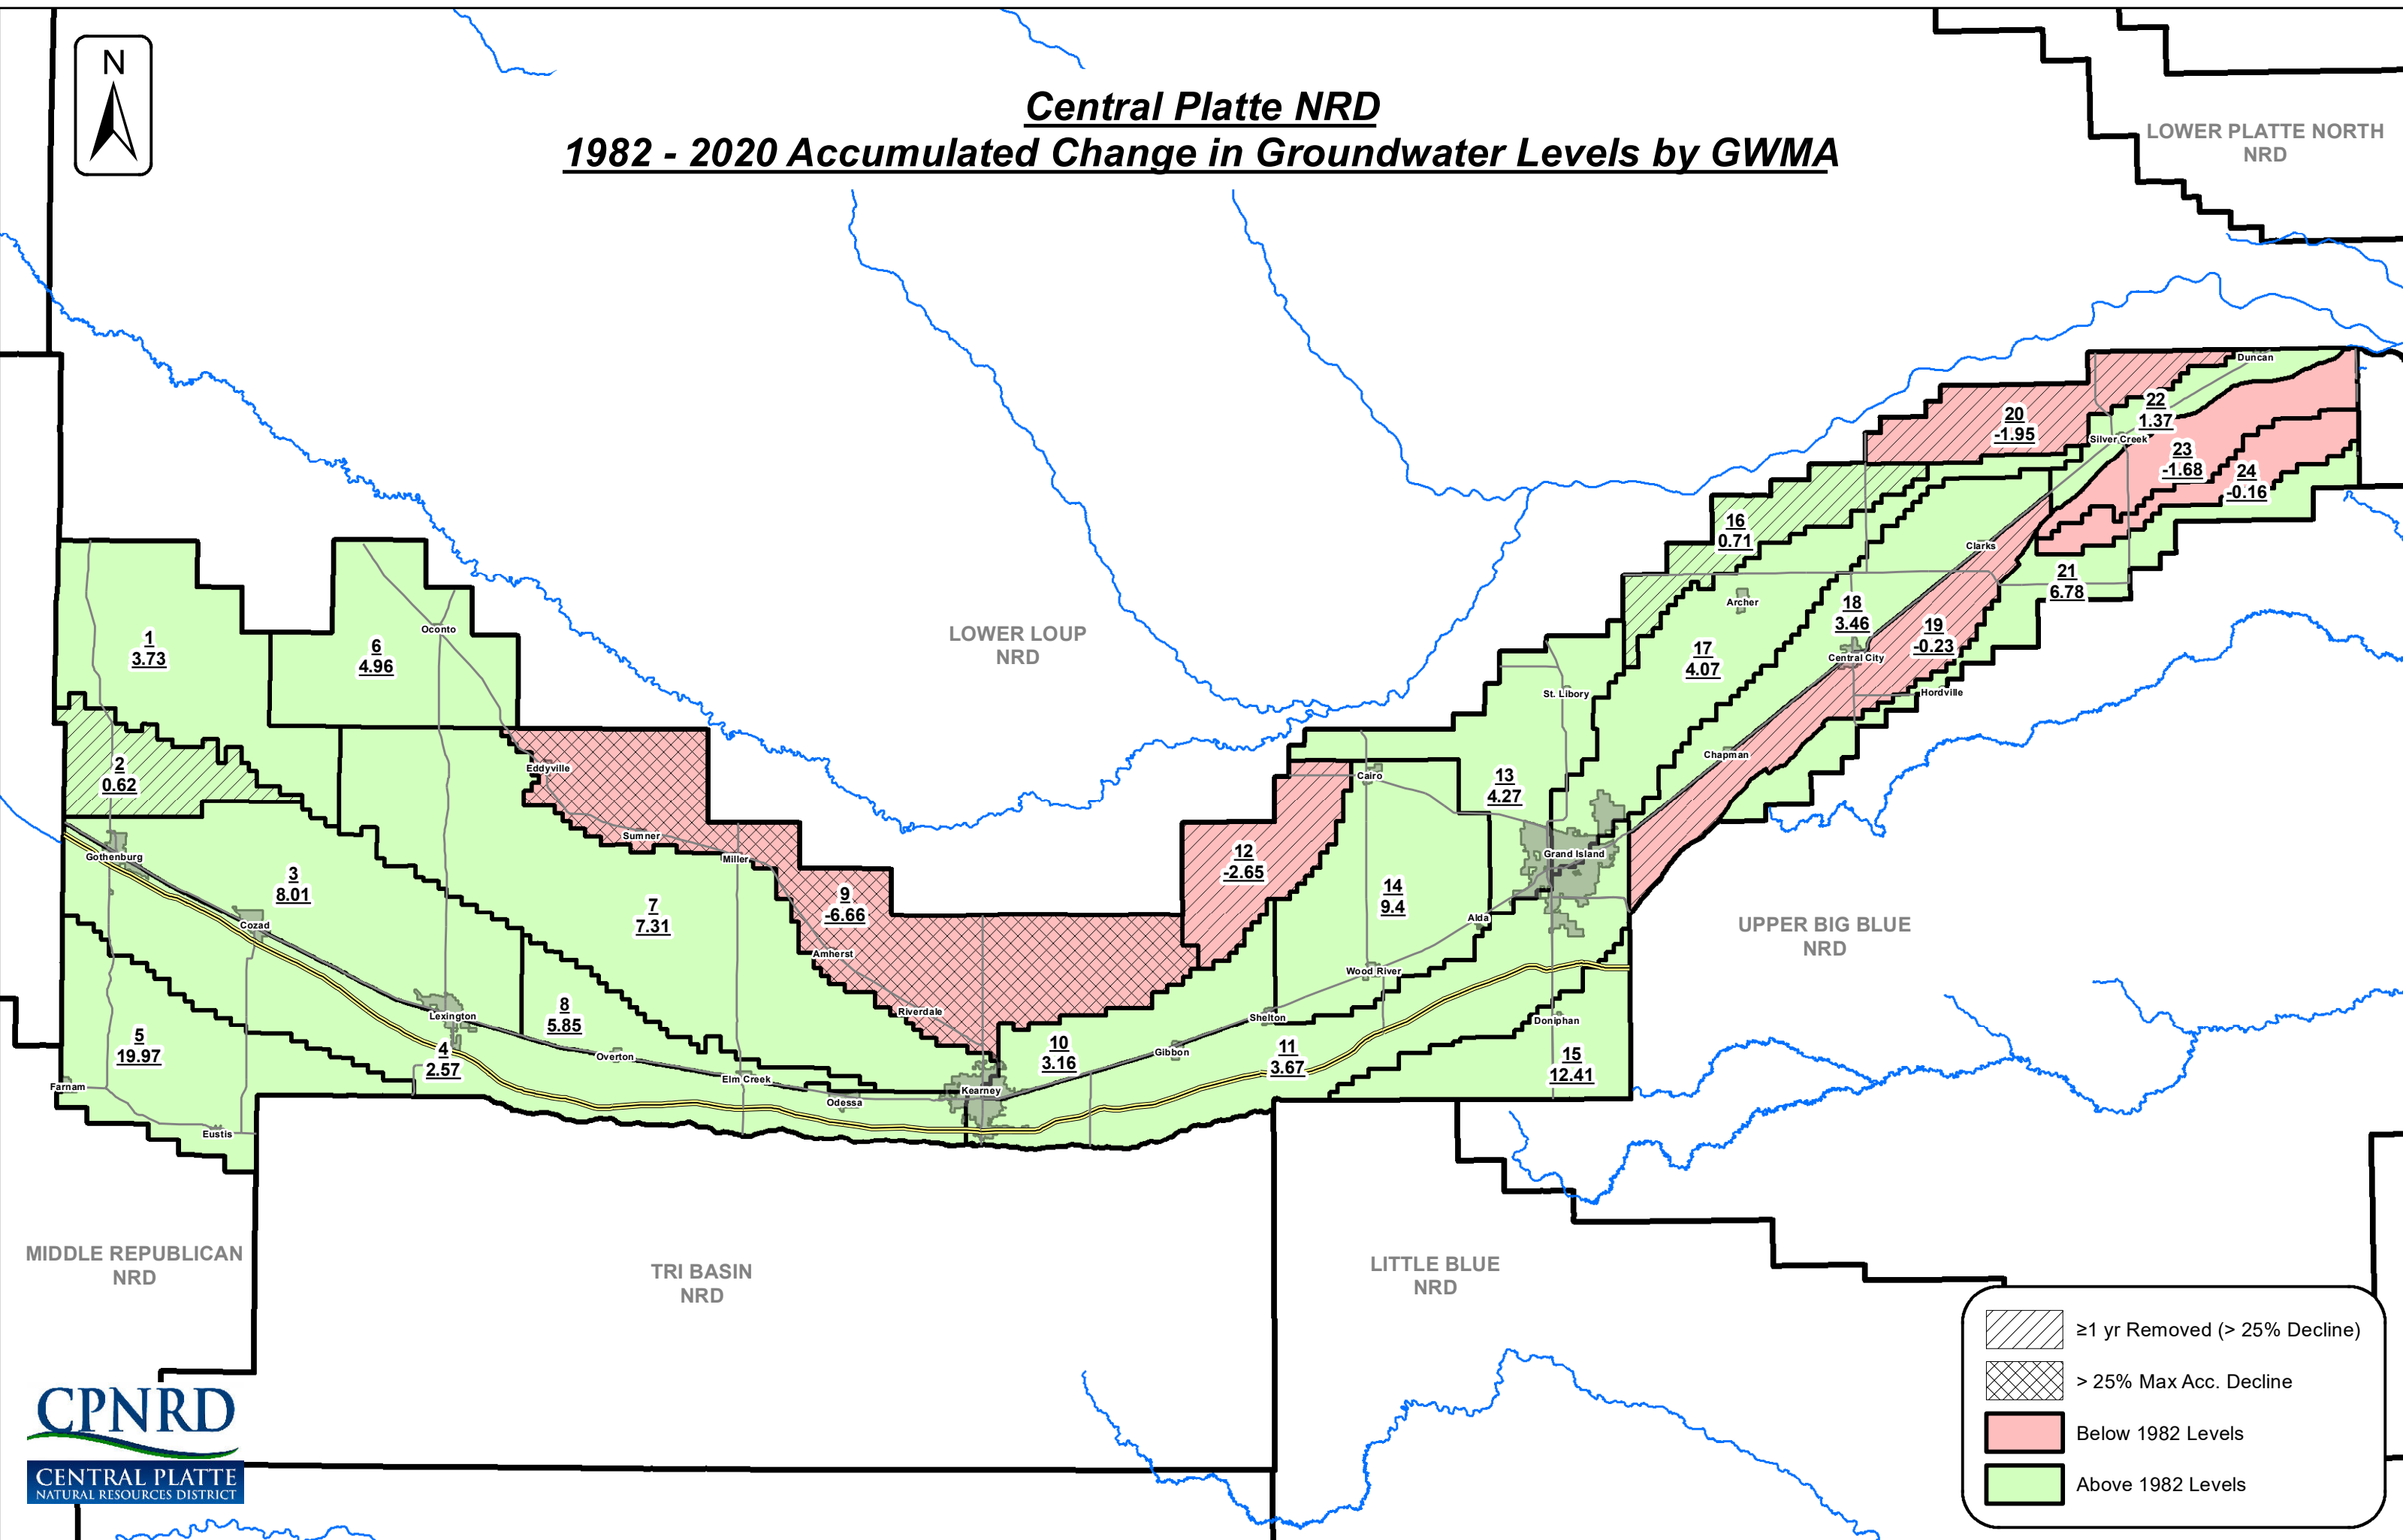 N
Central Platte NRD
1982 - 2020 Accumulated Change in Groundwater Levels by GWMA
LOWER PLATTE NORTH
NRD
Duncan
22
1.37
20
-1.95
Silver Creek
23
-1.68
24
-0.16
16
0.71
Clarks
21
6.78
Archer
18
3.46
19
-0.23
Central City
17
4.07
Hordville
St. Libory
Chapman
1
3.73
6
4.96
Oconto
LOWER LOUP
NRD
2
0.62
Eddyville
Cairo
13
4.27
Sumner
Miller
Gothenburg
12
-2.65
Grand Island
3
8.01
9
-6.66
14
9.4
7
7.31
Cozad
Alda
UPPER BIG BLUE
NRD
Amherst
Wood River
Lexington
8
5.85
Riverdale
Shelton
Doniphan
5
19.97
4
2.57
Overton
10
3.16
Gibbon
11
3.67
15
12.41
Farnam
Elm Creek
Odessa
Kearney
Eustis
MIDDLE REPUBLICAN
NRD
TRI BASIN
NRD
LITTLE BLUE
NRD
≥1 yr Removed (> 25% Decline)
> 25% Max Acc. Decline
Below 1982 Levels
Above 1982 Levels
CPNRD
CENTRAL PLATTE
NATURAL RESOURCES DISTRICT